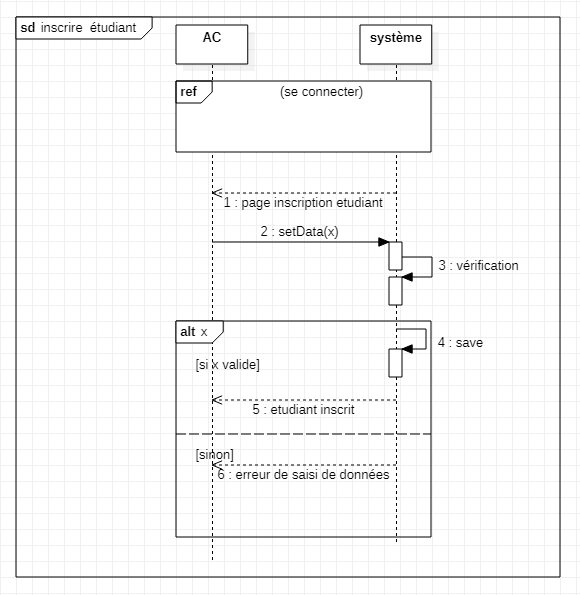 sd inscrire étudiant
AC
système
ref
(se connecter)
1 : page inscription etudiant
2 : setData(x)
3 : vérification
alt x
4 : save
[si x valide]
5 : etudiant inscrit
[sinon]
6 : erreur de saisi de données